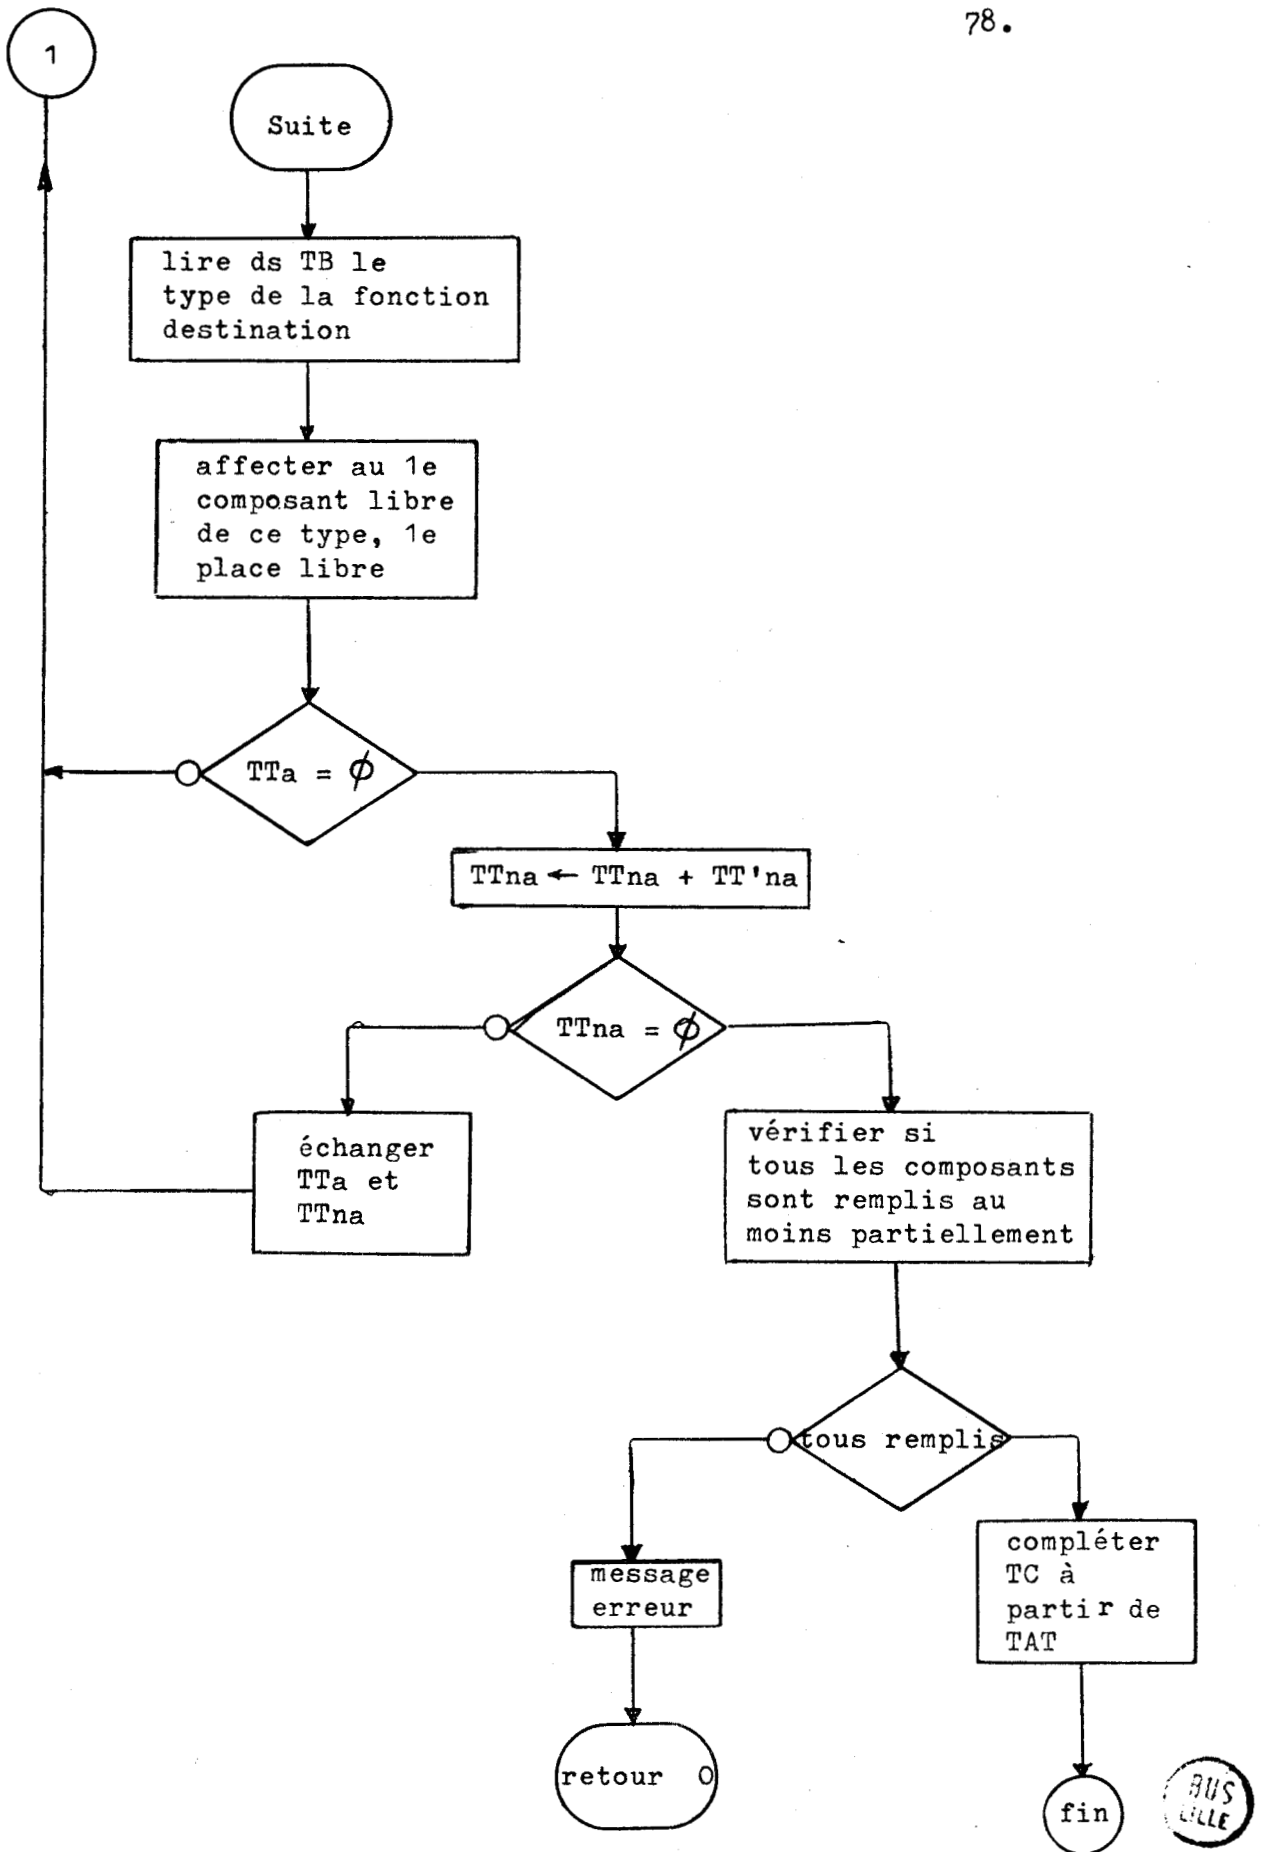 78.
1
Suite
lire ds TB le
type de la fonction
destination
affecter au 1e
composant libre
de ce type, 1e
place libre
TTa = ϕ
TTna ← TTna + TT'na
TTna = ϕ
échanger
TTa et
TTna
vérifier si
tous les composants
sont remplis au
moins partiellement
tous remplis
message
erreur
compléter
TC à
partir de
TAT
retour 0
fin
BUS
LILLE